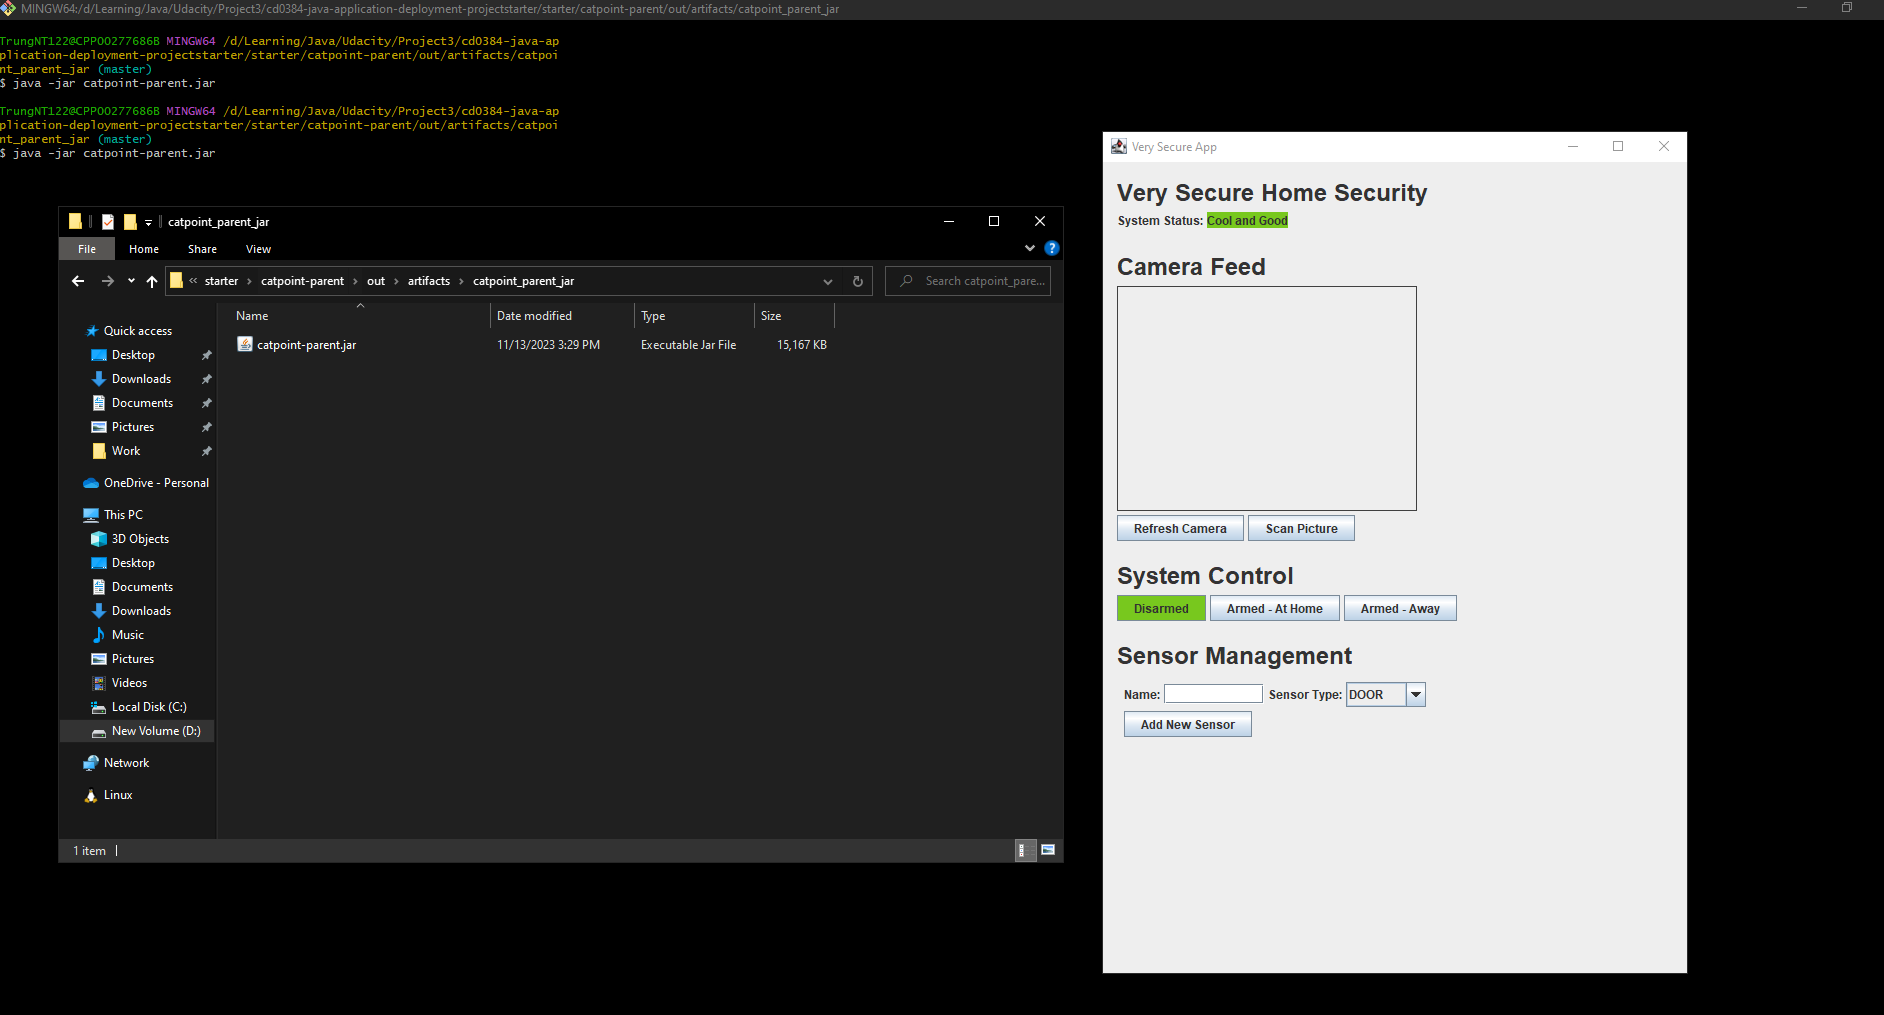 MINGW64:/d/Learning/Java/Udacity/Project3/cd0384-java-application-deployment-projectstarter/starter/catpoint-parent/out/artifacts/catpoint_parent_jar
TrungNT122@CPP00277686B MINGW64 /d/Learning/Java/Udacity/Project3/cd0384-java-ap
plication-deployment-projectstarter/starter/catpoint-parent/out/artifacts/catpoi
nt_parent_jar (master)
$ java -jar catpoint-parent.jar
TrungNT122@CPP00277686B MINGW64 /d/Learning/Java/Udacity/Project3/cd0384-java-ap
plication-deployment-projectstarter/starter/catpoint-parent/out/artifacts/catpoi
nt_parent_jar (master)
$ java -jar catpoint-parent.jar
catpoint_parent_jar
File Home Share View
« starter › catpoint-parent › out › artifacts › catpoint_parent_jar
Search catpoint_pare...
Name Date modified Type Size
catpoint-parent.jar 11/13/2023 3:29 PM Executable Jar File 15,167 KB
Quick access
Desktop
Downloads
Documents
Pictures
Work
OneDrive - Personal
This PC
3D Objects
Desktop
Documents
Downloads
Music
Pictures
Videos
Local Disk (C:)
New Volume (D:)
Network
Linux
1 item
Very Secure App
Very Secure Home Security
System Status: Cool and Good
Camera Feed
Refresh Camera Scan Picture
System Control
Disarmed Armed - At Home Armed - Away
Sensor Management
Name: Sensor Type: DOOR
Add New Sensor